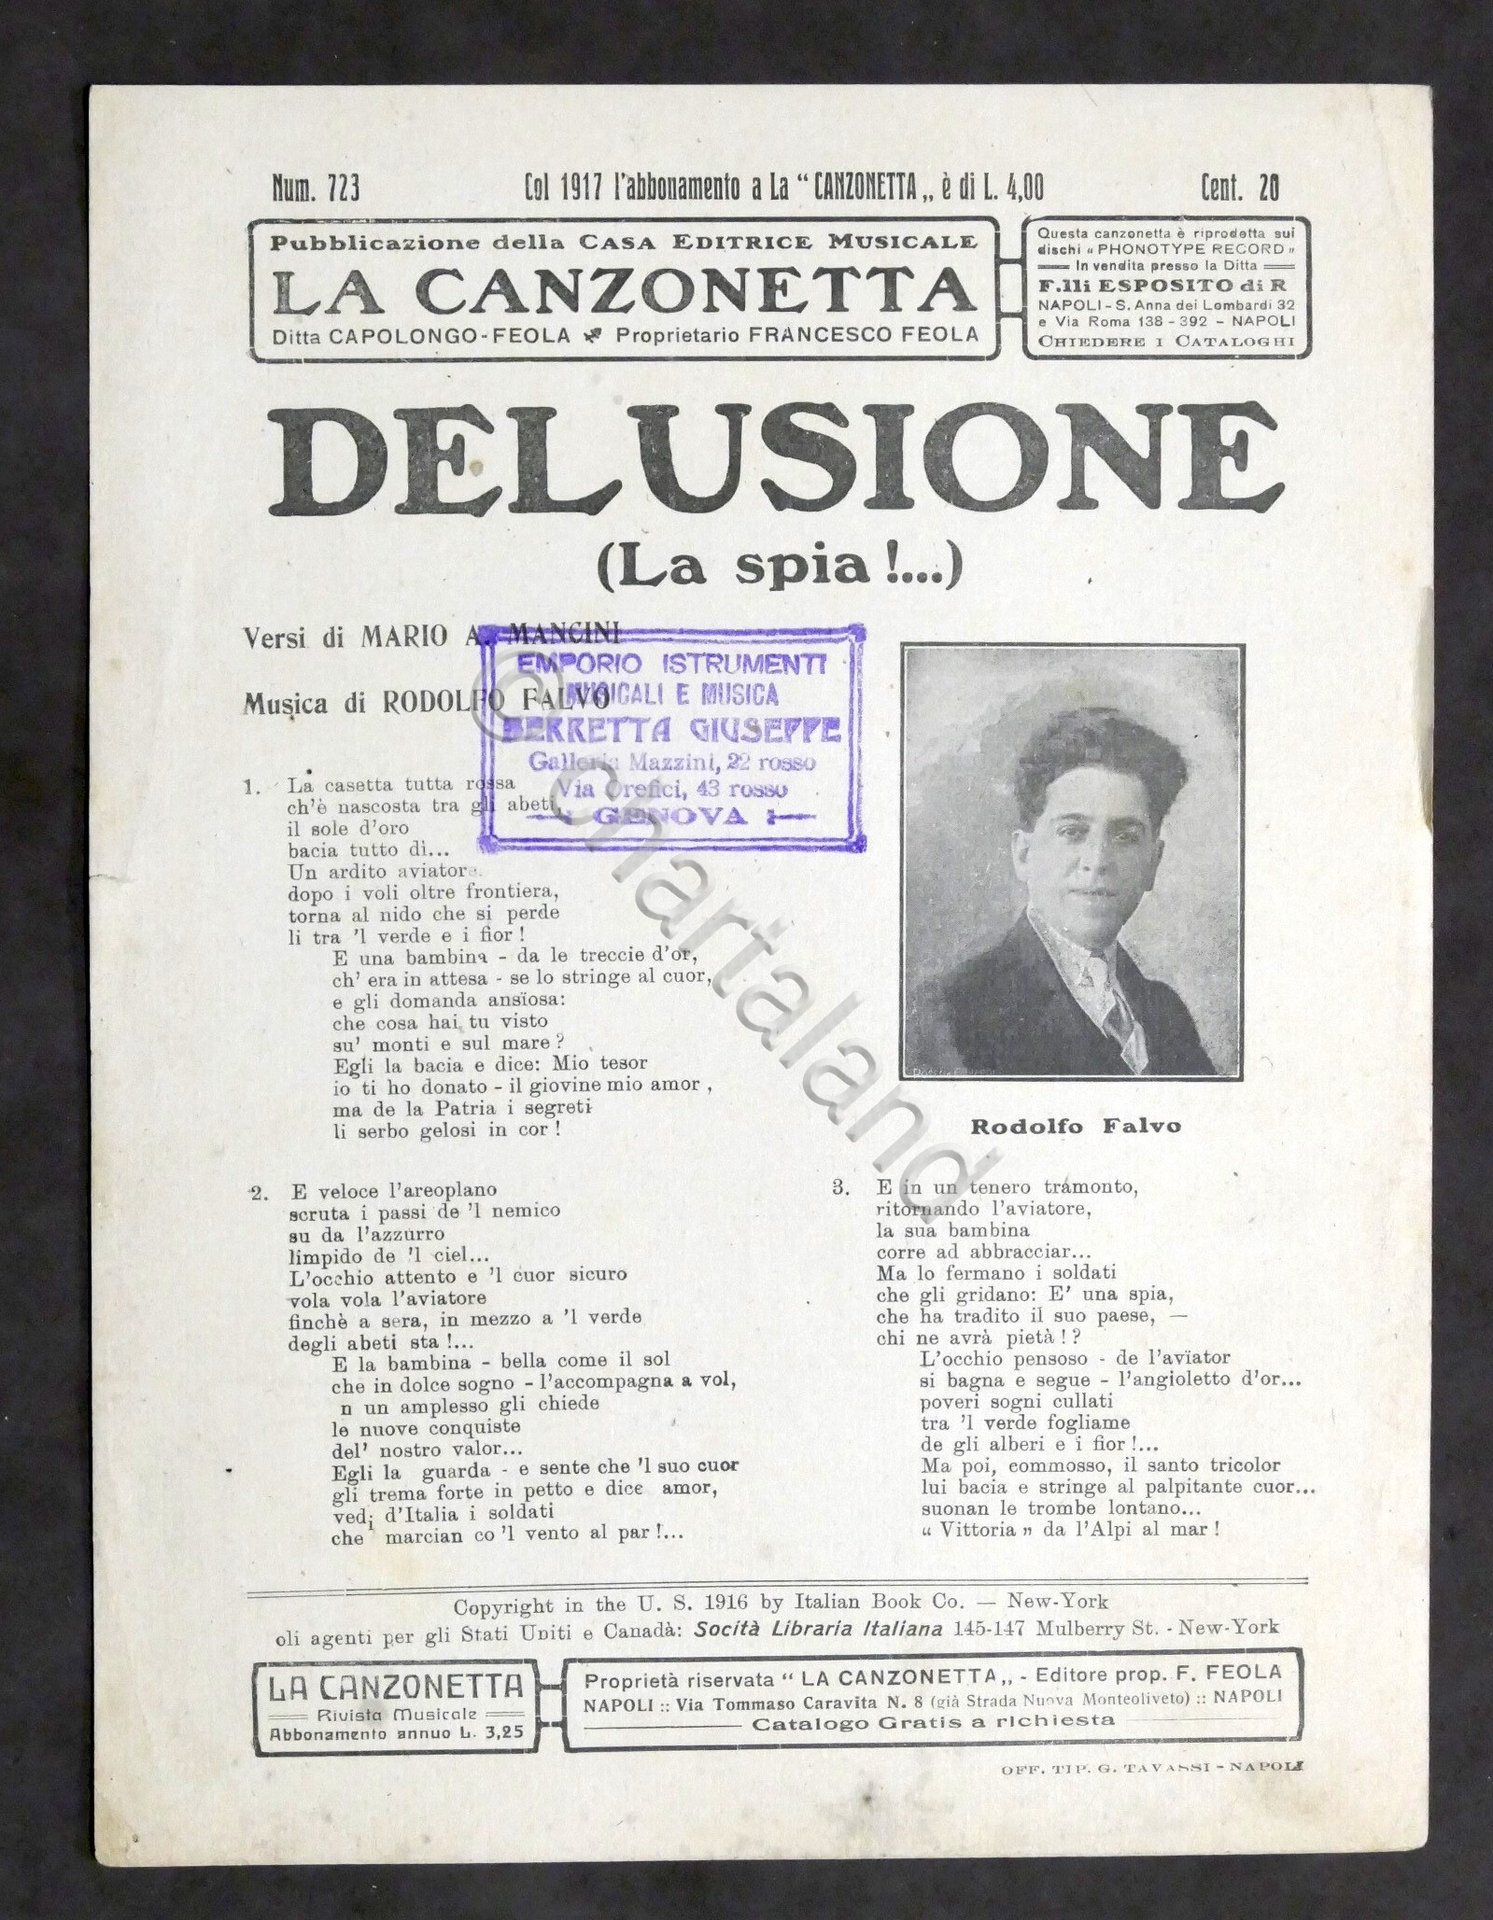 Num. 723
Col 1917 l'abbonamento a La “ CANZONETTA „ è di L. 4,00
Cent. 20
Pubblicazione della CASA EDITRICE MUSICALE
LA CANZONETTA
Ditta CAPOLONGO-FEOLA Proprietario FRANCESCO FEOLA
Questa canzonetta è riprodotta sui
dischi « PHONOTYPE RECORD »
In vendita presso la Ditta
F.lli ESPOSITO di R
NAPOLI - S. Anna dei Lombardi 32
e Via Roma 138 - 392 - NAPOLI
CHIEDERE I CATALOGHI
DELUSIONE
(La spia !....)
Versi di MARIO A. MANCINI
Musica di RODOLFO FALVO
EMPORIO ISTRUMENTI
MUSICALI E MUSICA
BERRETTA GIUSEPPE
Galleria Mazzini, 22 rosso
Via Orefici, 43 rosso
GENOVA
© chartaland
1. La casetta tutta rossa
ch'è nascosta tra gli abeti,
il sole d'oro
bacia tutto dì...
Un ardito aviatore
dopo i voli oltre frontiera,
torna al nido che si perde
li tra 'l verde e i fior !
E una bambina - da le treccie d'or,
ch' era in attesa - se lo stringe al cuor,
e gli domanda ansïosa:
che cosa hai tu visto
su' monti e sul mare ?
Egli la bacia e dice: Mio tesor
io ti ho donato - il giovine mio amor ,
ma de la Patria i segreti
li serbo gelosi in cor !
Rodolfo Falvo
2. E veloce l'areoplano
scruta i passi de 'l nemico
su da l'azzurro
limpido de 'l ciel...
L'occhio attento e 'l cuor sicuro
vola vola l'aviatore
finchè a sera, in mezzo a 'l verde
degli abeti sta !...
E la bambina - bella come il sol
che in dolce sogno - l'accompagna a vol,
n un amplesso gli chiede
le nuove conquiste
del' nostro valor...
Egli la guarda - e sente che 'l suo cuor
gli trema forte in petto e dice amor,
vedi d'Italia i soldati
che marcian co 'l vento al par !...
3. E in un tenero tramonto,
ritornando l'aviatore,
la sua bambina
corre ad abbracciar...
Ma lo fermano i soldati
che gli gridano: E' una spia,
che ha tradito il suo paese, —
chi ne avrà pietà ! ?
L'occhio pensoso - de l'avïator
si bagna e segue - l'angioletto d'or...
poveri sogni cullati
tra 'l verde fogliame
de gli alberi e i fior !...
Ma poi, commosso, il santo tricolor
lui bacia e stringe al palpitante cuor...
suonan le trombe lontano...
“ Vittoria » da l'Alpi al mar !
Copyright in the U. S. 1916 by Italian Book Co. — New-York
oli agenti per gli Stati Uniti e Canadà: Socità Libraria Italiana 145-147 Mulberry St. - New-York
LA CANZONETTA
Rivista Musicale
Abbonamento annuo L. 3,25
Proprietà riservata “ LA CANZONETTA „ - Editore prop. F. FEOLA
NAPOLI :: Via Tommaso Caravita N. 8 (già Strada Nuova Monteoliveto) :: NAPOLI
Catalogo Gratis a richiesta
OFF. TIP. G. TAVASSI - NAPOLI